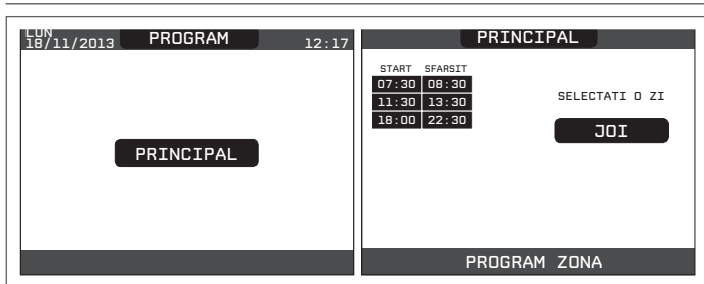 LUN
18/11/2013 PROGRAM 12:17
PRINCIPAL
PRINCIPAL
START SFARSIT
07:30 08:30
11:30 13:30
18:00 22:30
SELECTATI O ZI
JOI
PROGRAM ZONA